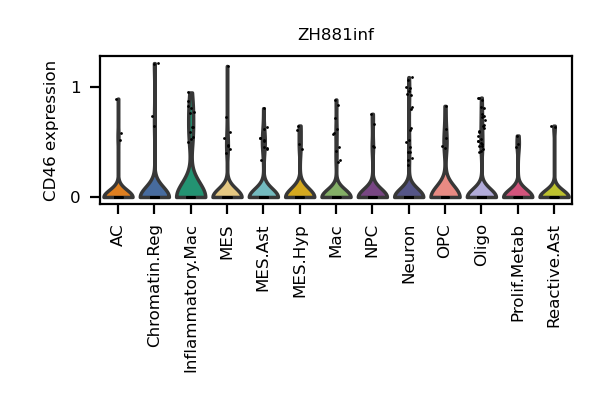 ZH881inf
CD46 expression
1
0
AC
Chromatin.Reg
Inflammatory.Mac
MES
MES.Ast
MES.Hyp
Mac
NPC
Neuron
OPC
Oligo
Prolif.Metab
Reactive.Ast